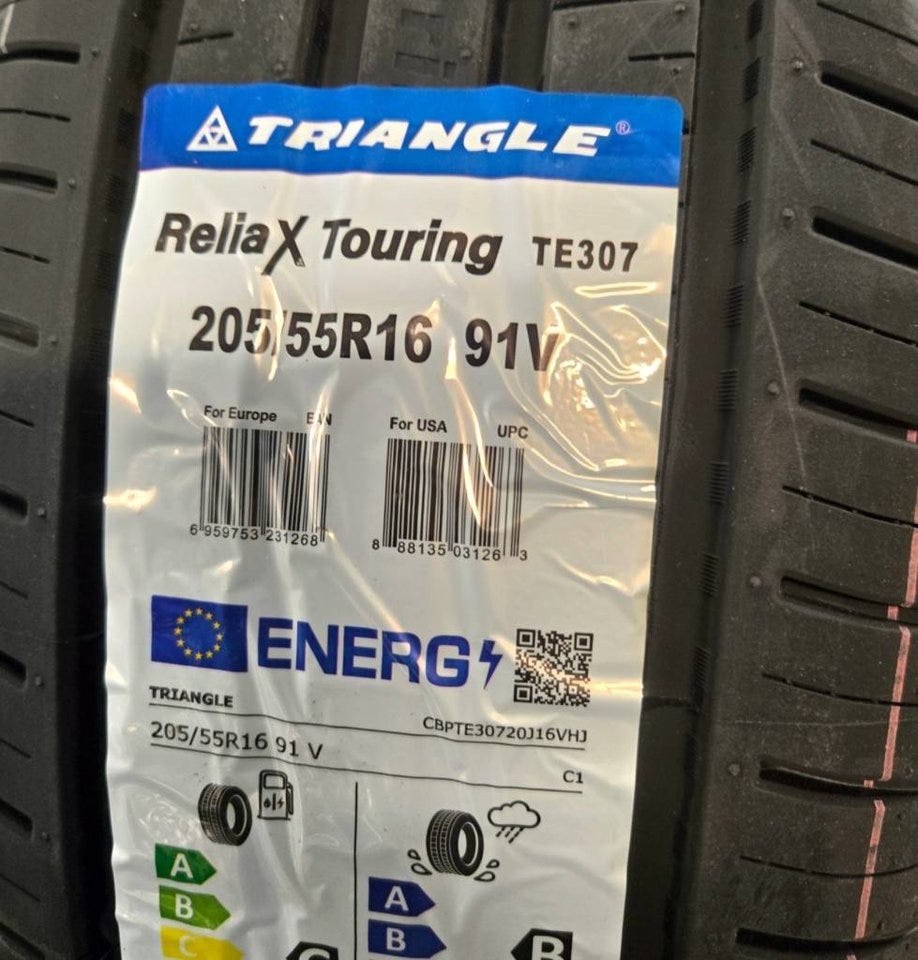 TRIANGLE®
ReliaX Touring TE307
205/55R16 91V
For Europe EAN For USA UPC
6 959753 231268
8 88135 03126 3
ENERG
TRIANGLE CBPTE30720J16VHJ
205/55R16 91 V C1
A
B A
C B
C B